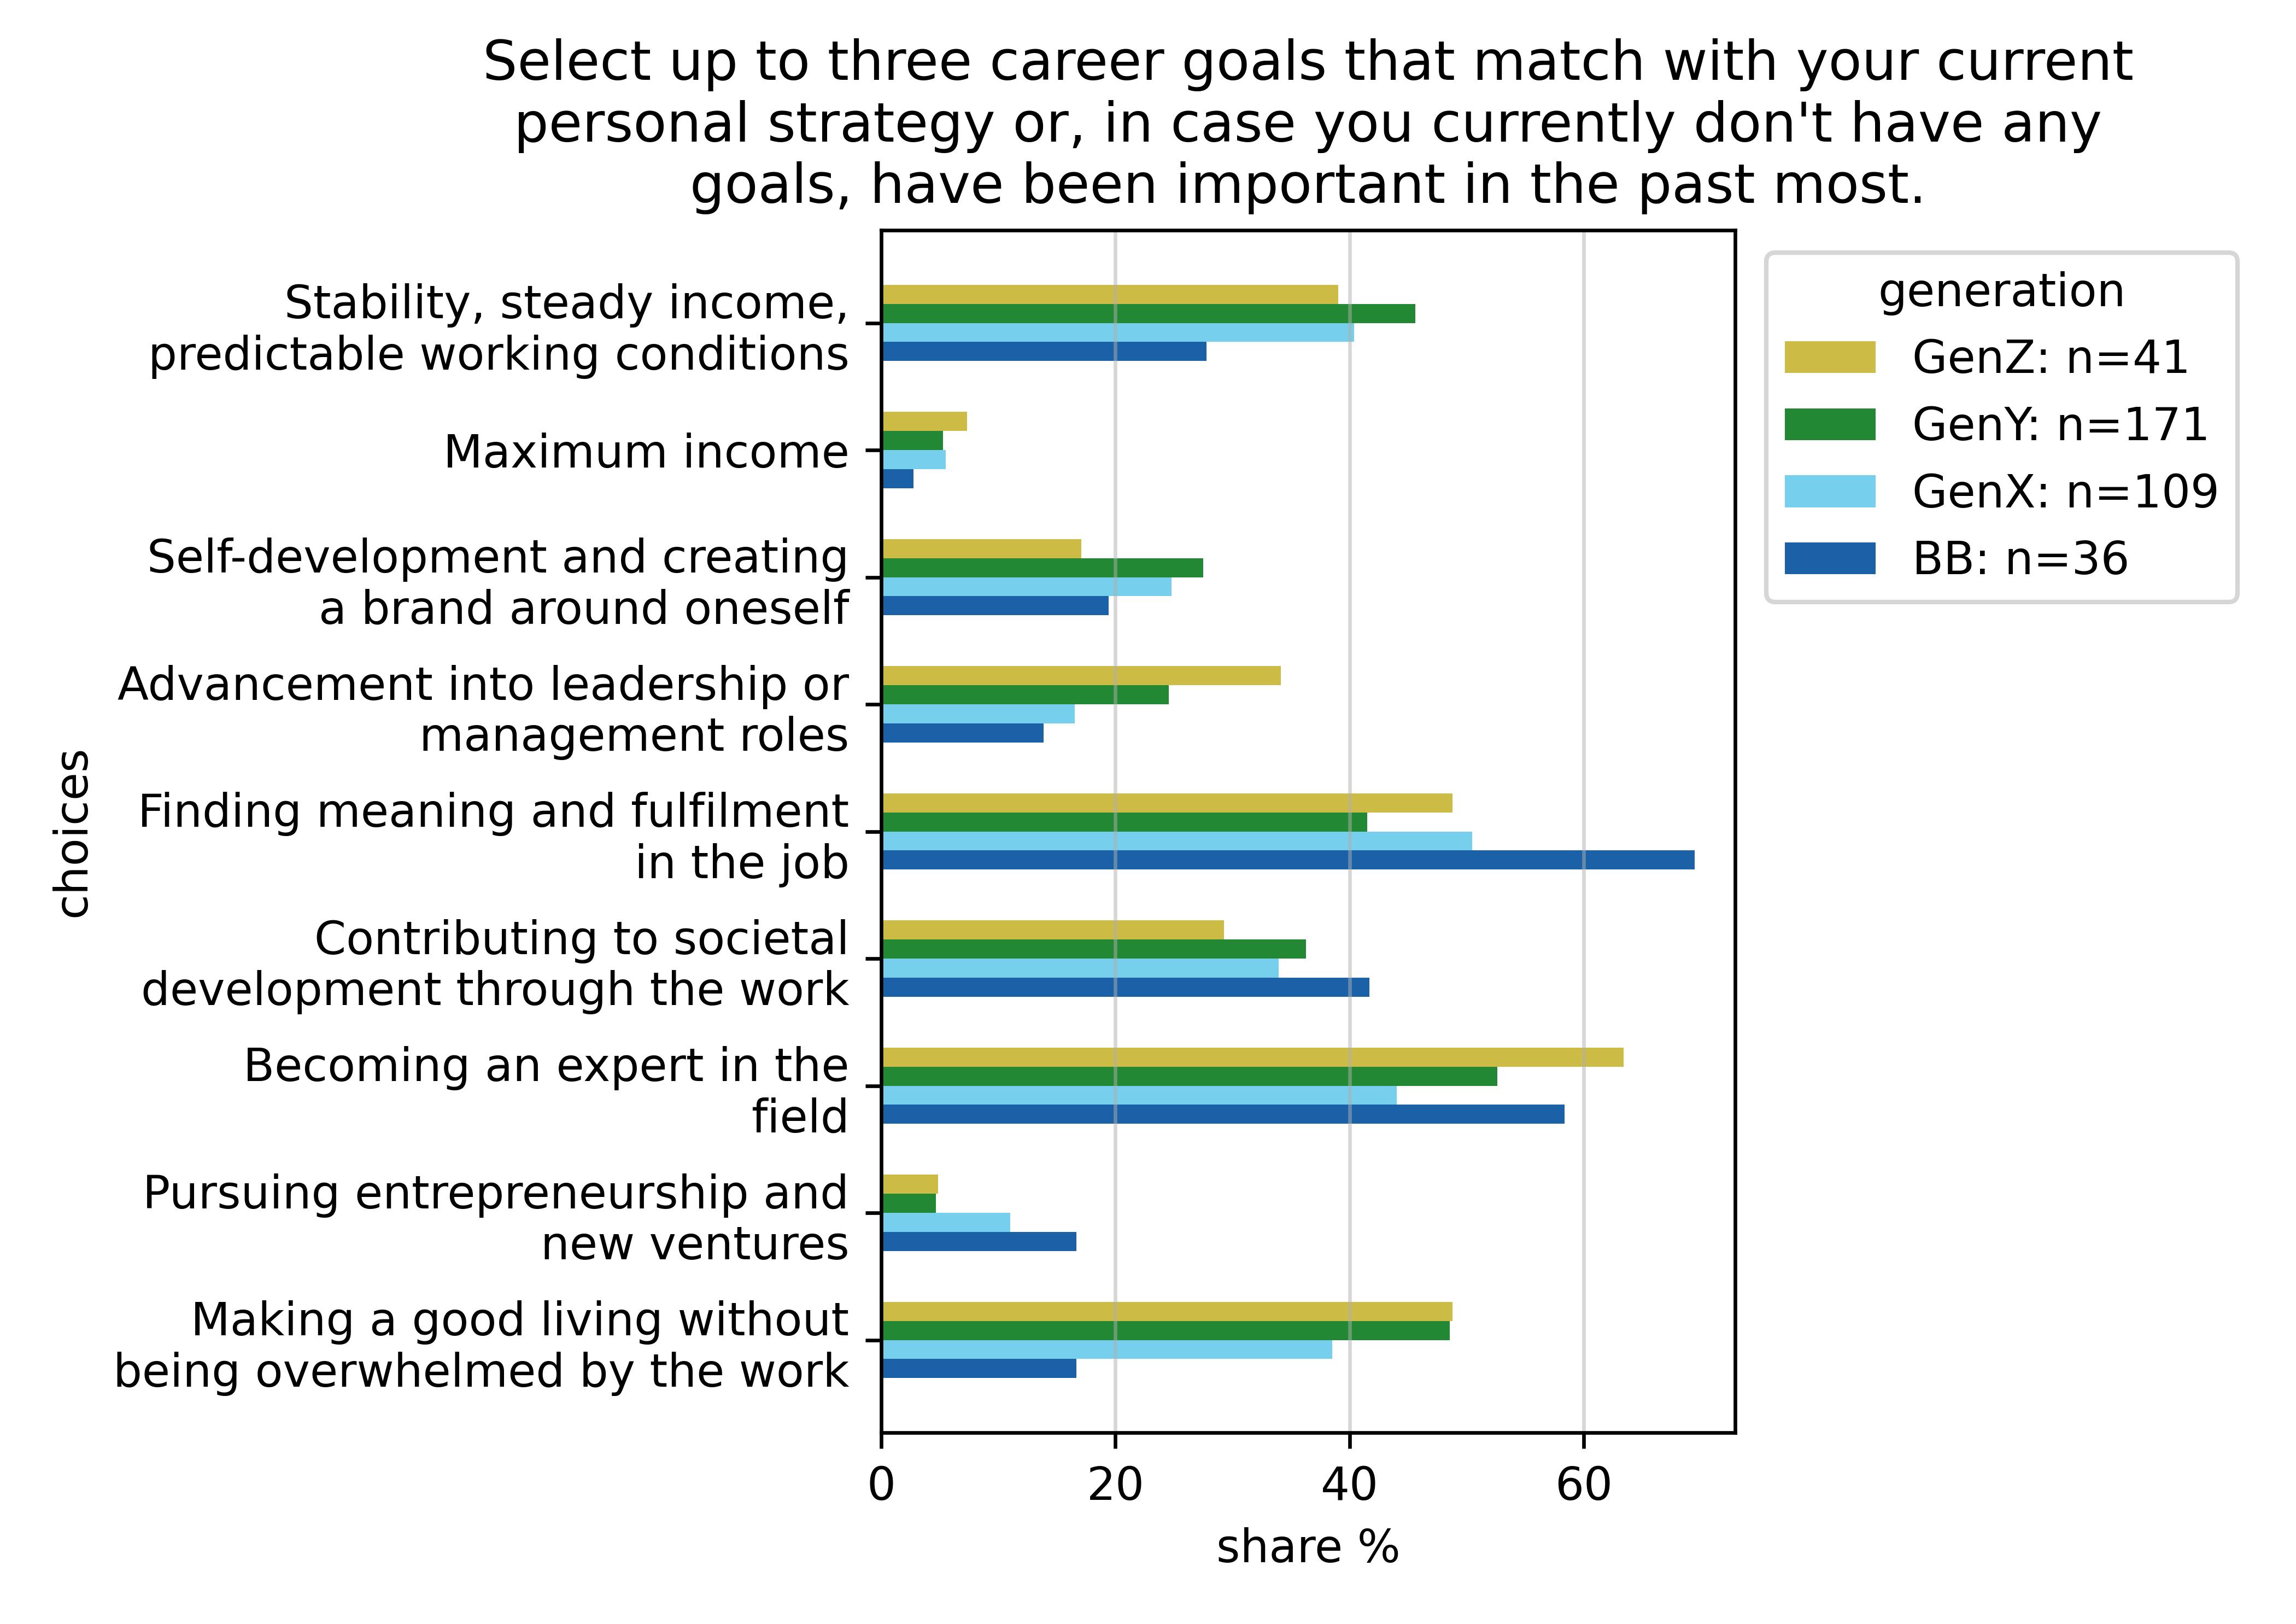 Select up to three career goals that match with your current
personal strategy or, in case you currently don't have any
goals, have been important in the past most.
generation
GenZ: n=41
GenY: n=171
GenX: n=109
BB: n=36
choices
Stability, steady income,
predictable working conditions
Maximum income
Self-development and creating
a brand around oneself
Advancement into leadership or
management roles
Finding meaning and fulfilment
in the job
Contributing to societal
development through the work
Becoming an expert in the
field
Pursuing entrepreneurship and
new ventures
Making a good living without
being overwhelmed by the work
0 20 40 60
share %